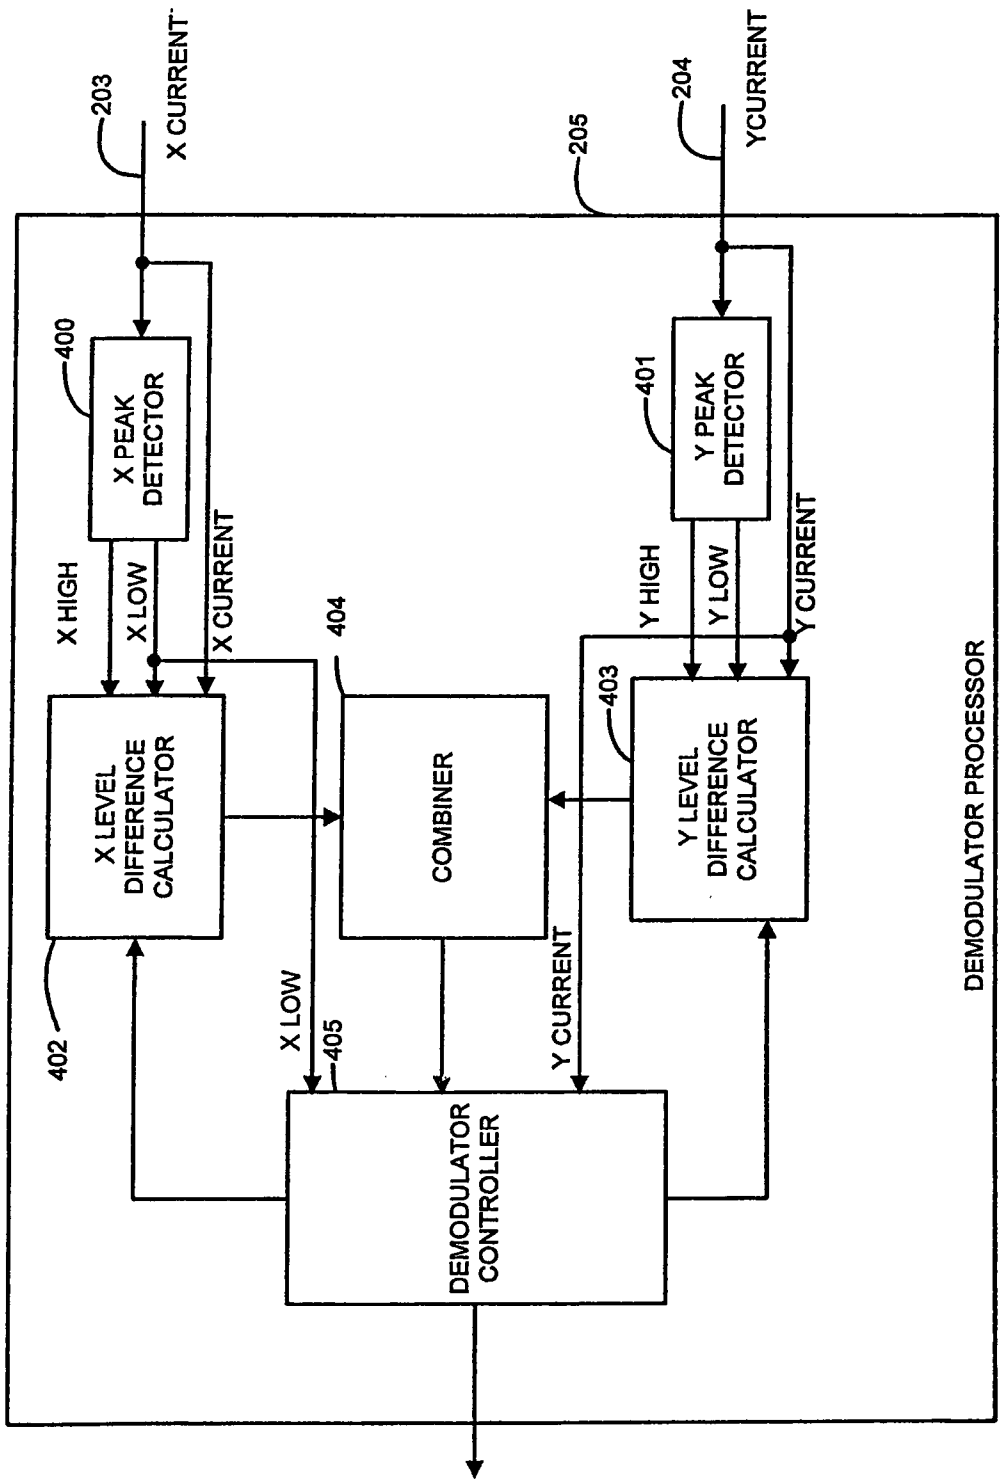 203
X CURRENT
400
X PEAK
DETECTOR
X HIGH
X LOW
X CURRENT
402
X LEVEL
DIFFERENCE
CALCULATOR
404
COMBINER
X LOW
405
DEMODULATOR
CONTROLLER
Y CURRENT
403
Y LEVEL
DIFFERENCE
CALCULATOR
Y HIGH
Y LOW
Y CURRENT
401
Y PEAK
DETECTOR
205
204
YCURRENT
DEMODULATOR PROCESSOR